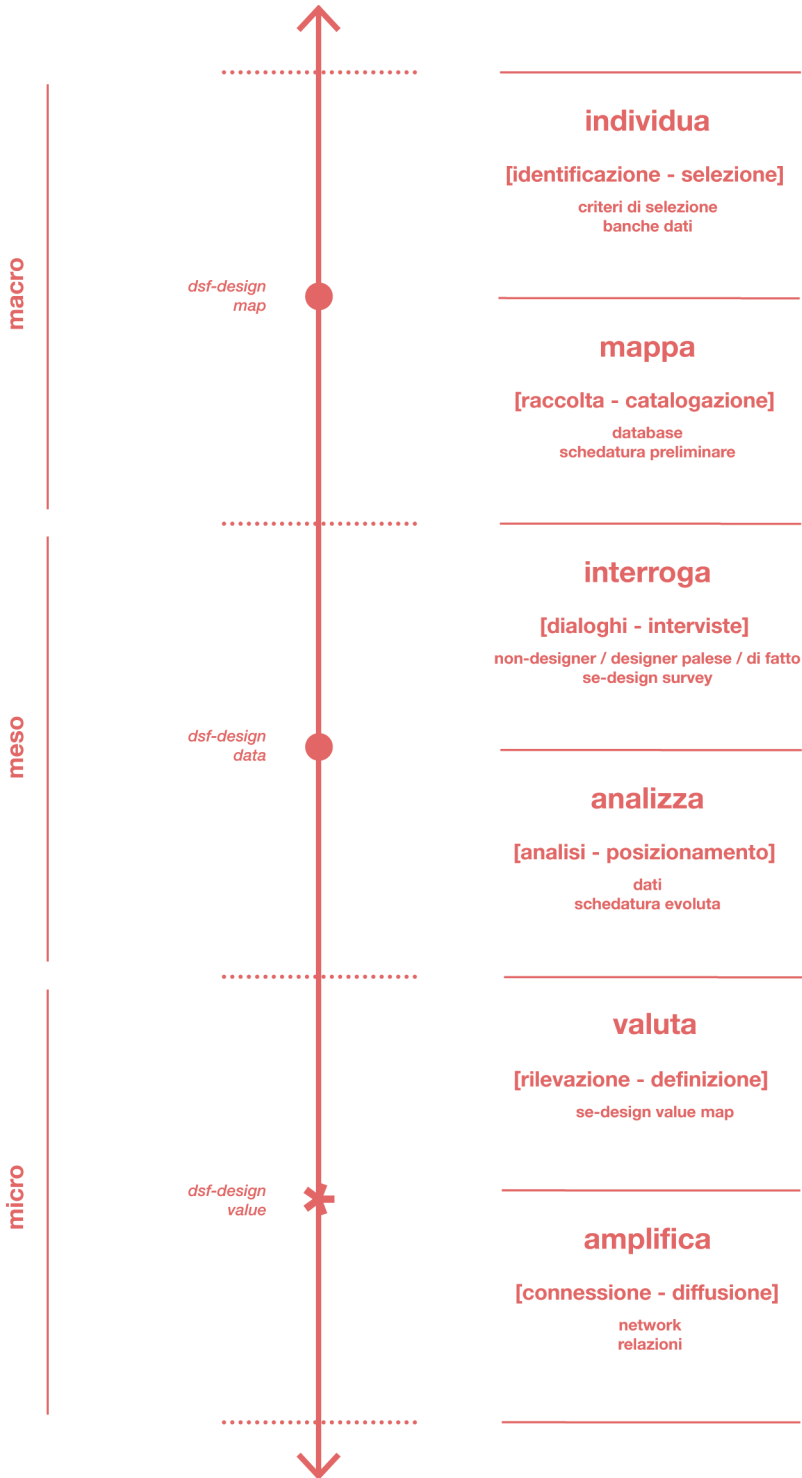 macro
dsf-design
map
individua
[identificazione - selezione]
criteri di selezione
banche dati
mappa
[raccolta - catalogazione]
database
schedatura preliminare
meso
dsf-design
data
interroga
[dialoghi - interviste]
non-designer / designer palese / di fatto
se-design survey
analizza
[analisi - posizionamento]
dati
schedatura evoluta
micro
dsf-design
value
valuta
[rilevazione - definizione]
se-design value map
amplifica
[connessione - diffusione]
network
relazioni